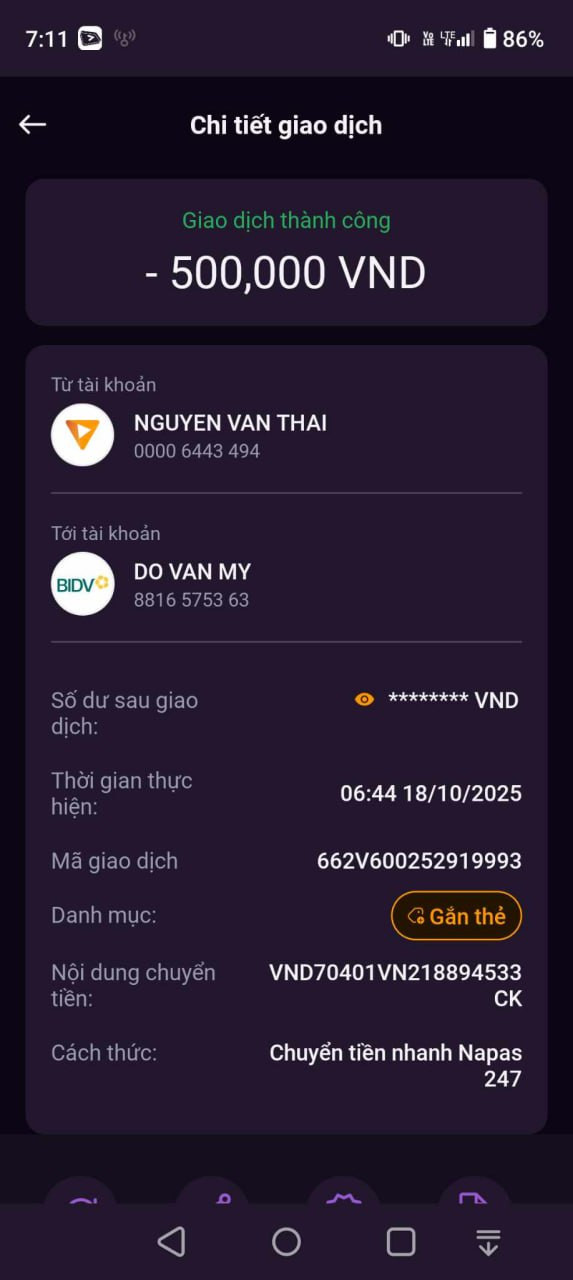 7:11
Vo LTE LTE 86%
Chi tiết giao dịch
Giao dịch thành công
- 500,000 VND
Từ tài khoản
NGUYEN VAN THAI
0000 6443 494
Tới tài khoản
BIDV
DO VAN MY
8816 5753 63
Số dư sau giao
dịch:
******** VND
Thời gian thực
hiện:
06:44 18/10/2025
Mã giao dịch
662V600252919993
Danh mục:
Gắn thẻ
Nội dung chuyển
tiền:
VND70401VN218894533
CK
Cách thức:
Chuyển tiền nhanh Napas
247